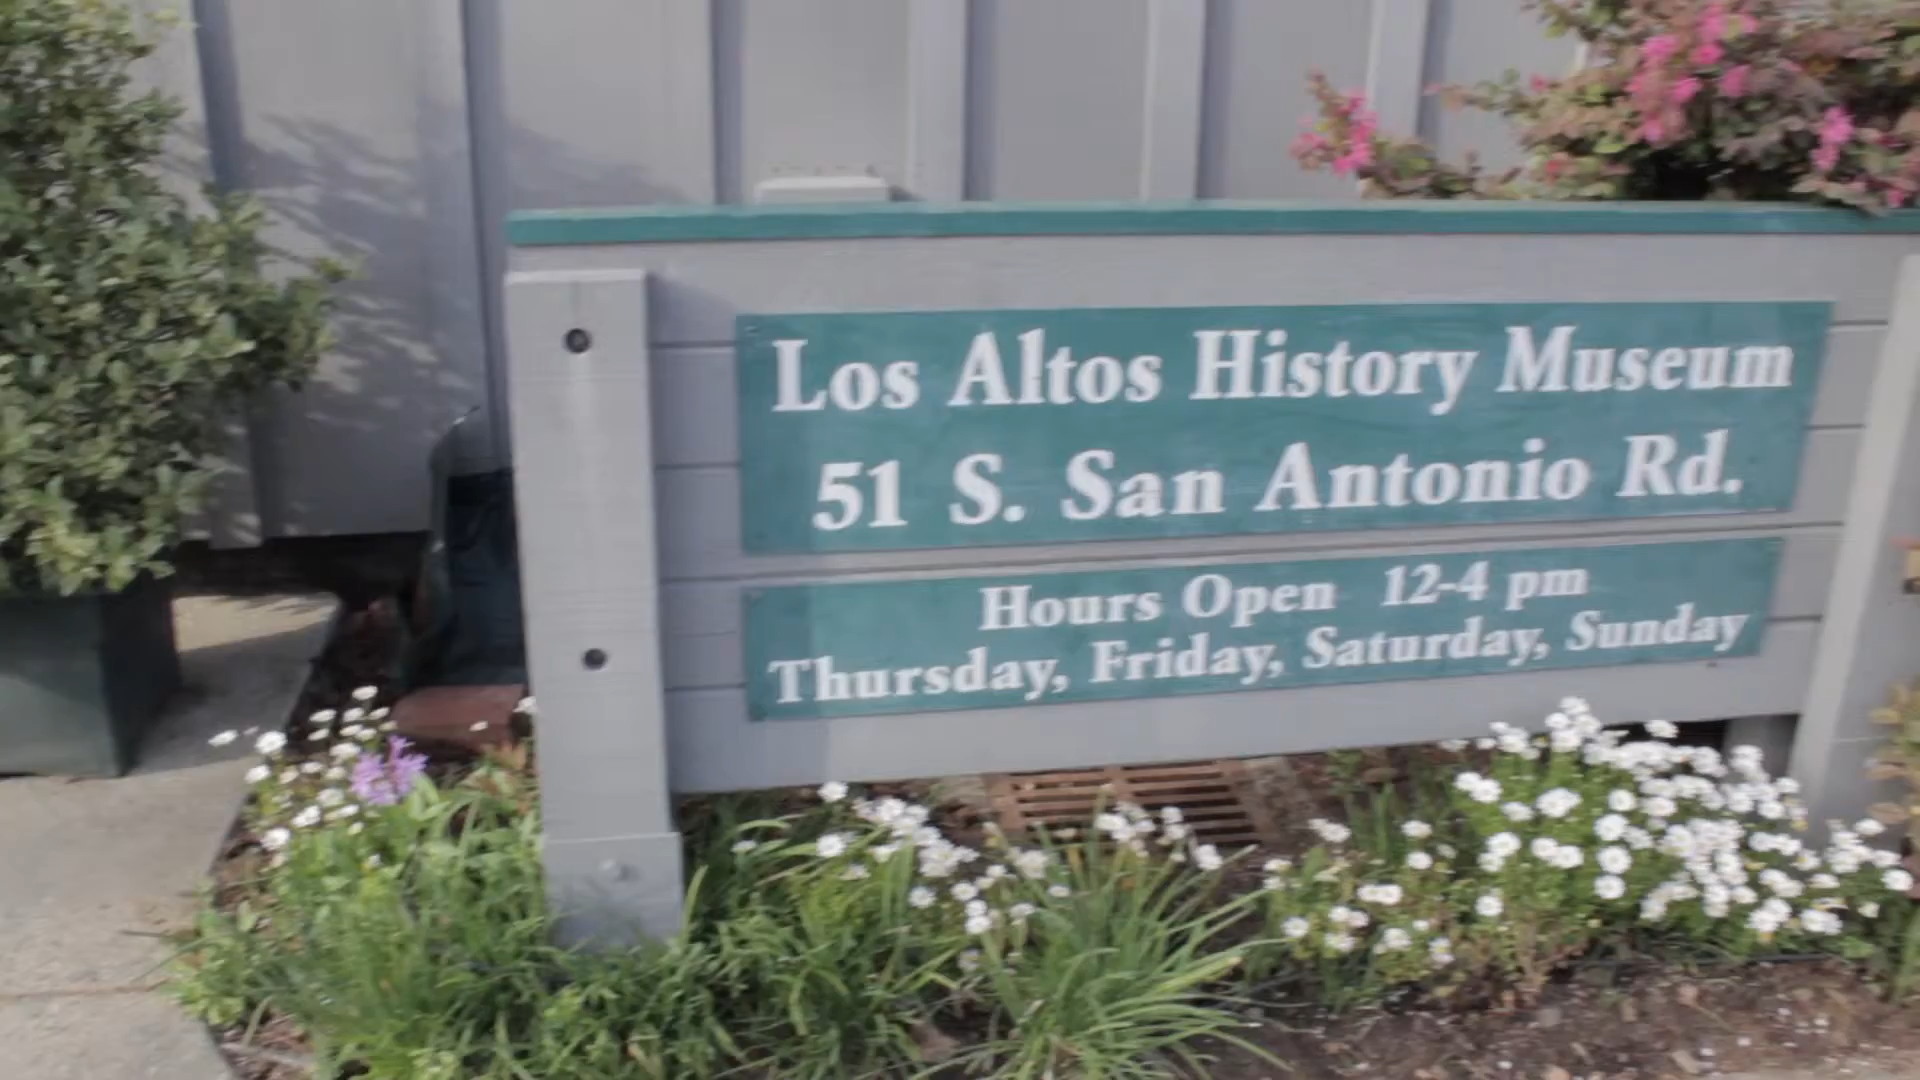 Los Altos History Museum
51 S. San Antonio Rd.
Hours Open 12-4 pm
Thursday, Friday, Saturday, Sunday